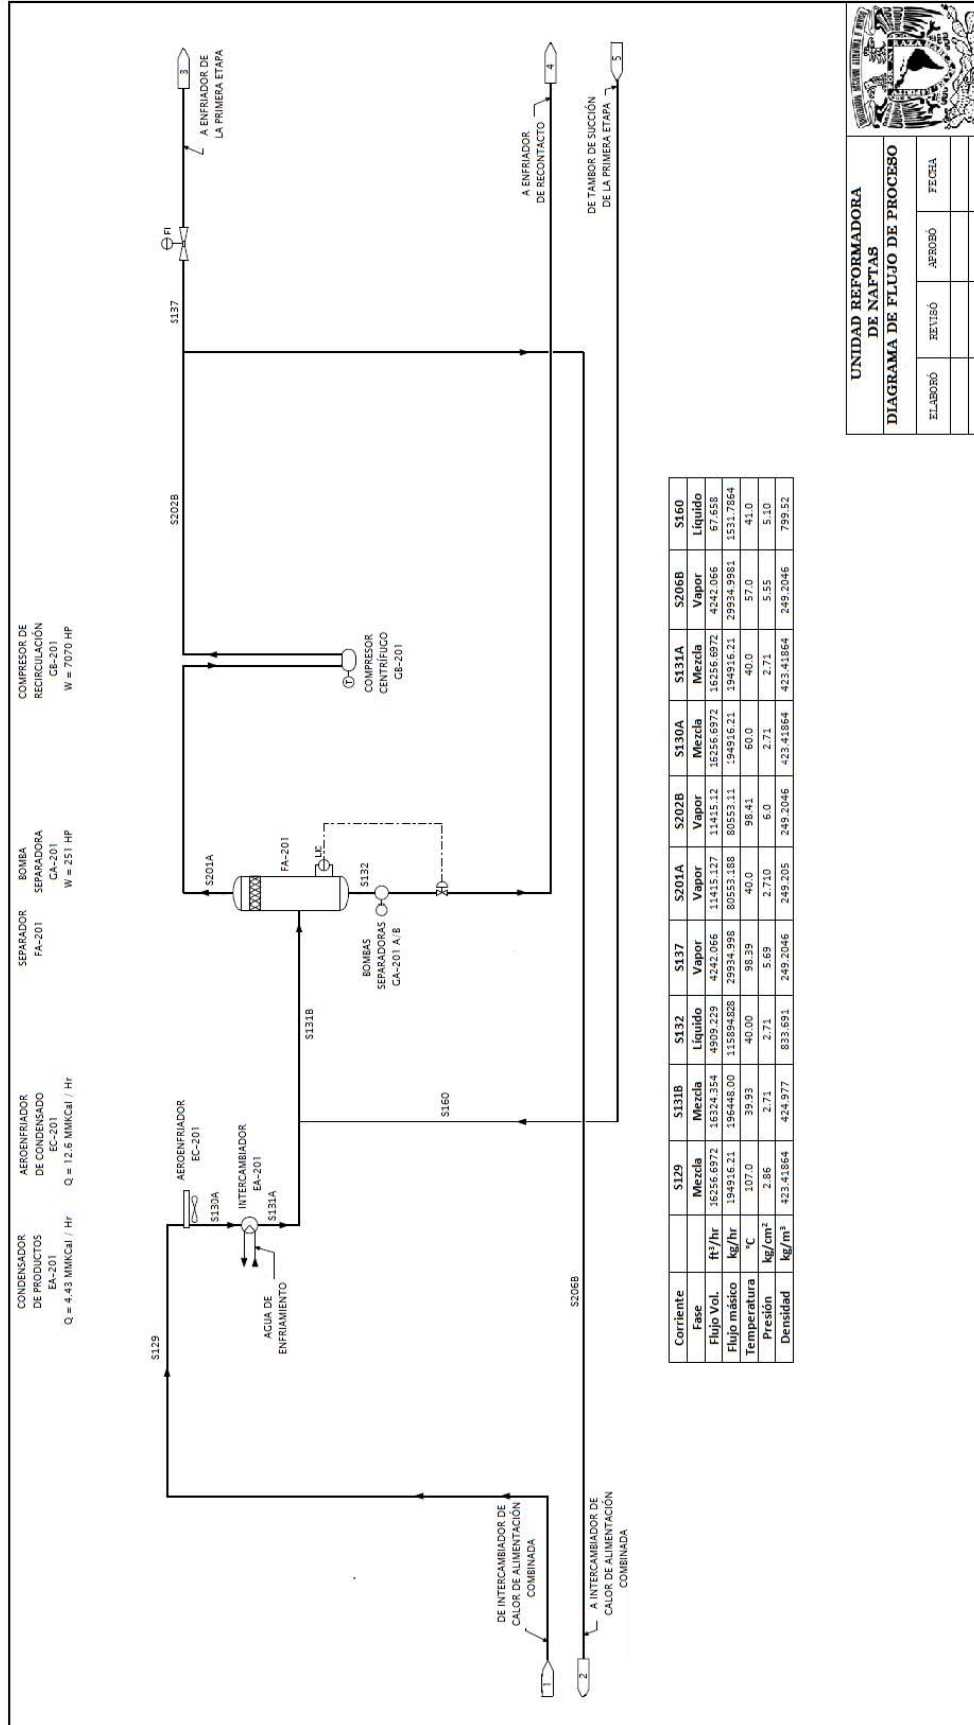 CONDENSADOR
DE PRODUCTOS
EA-201
Q = 4.43 MMKCal / Hr
AEROENFRIADOR
DE CONDENSADO
EC-201
Q = 12.6 MMKCal / Hr
SEPARADOR
FA-201
BOMBA
SEPARADORA
GA-201
W = 251 HP
COMPRESOR DE
RECIRCULACIÓN
GB-201
W = 7070 HP
S129
AEROENFRIADOR
EC-201
S130A
INTERCAMBIADOR
EA-201
S131A
AGUA DE
ENFRIAMIENTO
S131B
S160
S201A
FA-201
LIC
S132
BOMBAS
SEPARADORAS
GA-201 A/B
T
COMPRESOR
CENTRÍFUGO
GB-201
S202B
S137
FI
3
A ENFRIADOR DE
LA PRIMERA ETAPA
A ENFRIADOR
DE RECONTACTO
4
DE TAMBOR DE SUCCIÓN
DE LA PRIMERA ETAPA
5
DE INTERCAMBIADOR DE
CALOR DE ALIMENTACIÓN
COMBINADA
1
S206B
2
A INTERCAMBIADOR DE
CALOR DE ALIMENTACIÓN
COMBINADA
Corriente S129 S131B S132 S137 S201A S202B S130A S131A S206B S160
Fase Mezcla Mezcla Líquido Vapor Vapor Vapor Mezcla Mezcla Vapor Líquido
Flujo Vol. ft³/hr 16256.6972 16324.354 4909.229 4242.066 11415.127 11415.12 16256.6972 16256.6972 4242.066 67.658
Flujo másico kg/hr 194916.21 196448.00 115894.828 29934.998 80553.188 80553.11 194916.21 194916.21 29934.9981 1531.7864
Temperatura °C 107.0 39.93 40.00 98.39 40.0 98.41 60.0 40.0 57.0 41.0
Presión kg/cm² 2.86 2.71 2.71 5.69 2.710 6.0 2.71 2.71 5.55 5.10
Densidad kg/m³ 423.41864 424.977 833.691 249.2046 249.205 249.2046 423.41864 423.41864 249.2046 799.52
UNIDAD REFORMADORA
DE NAFTAS
DIAGRAMA DE FLUJO DE PROCESO
ELABORÓ REVISÓ APROBÓ FECHA